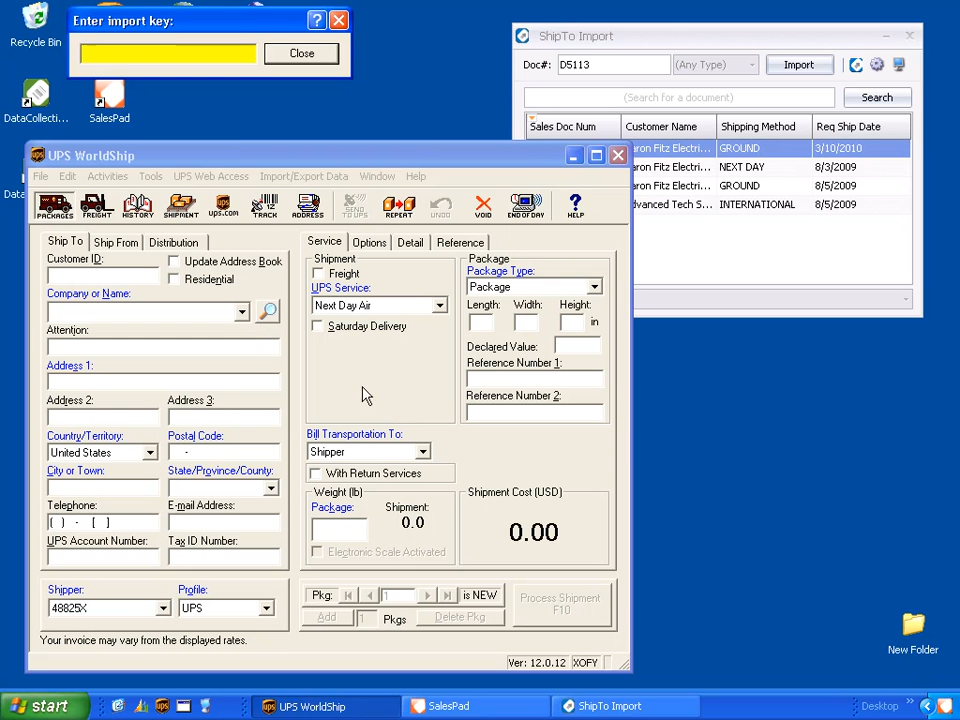 Recycle Bin
DataCollecti...
SalesPad
Enter import key:
Close
ShipTo Import
Doc#: D5113 (Any Type) Import
(Search for a document) Search
Sales Doc Num Customer Name Shipping Method Req Ship Date
aron Fitz Electri... GROUND 3/10/2010
aron Fitz Electri... NEXT DAY 8/3/2009
aron Fitz Electri... GROUND 8/5/2009
dvanced Tech S... INTERNATIONAL 8/5/2009
UPS WorldShip
File Edit Activities Tools UPS Web Access Import/Export Data Window Help
PACKAGES FREIGHT HISTORY SHIPMENT ups.com TRACK ADDRESS SEND TO UPS REPEAT UNDO VOID END OF DAY HELP
Ship To Ship From Distribution
Customer ID:
Update Address Book
Residential
Company or Name:
Attention:
Address 1:
Address 2: Address 3:
Country/Territory: Postal Code:
United States -
City or Town: State/Province/County:
Telephone: E-mail Address:
( ) - [ ]
UPS Account Number: Tax ID Number:
Shipper: Profile:
48825X UPS
Your invoice may vary from the displayed rates.
Service Options Detail Reference
Shipment
Freight
UPS Service:
Next Day Air
Saturday Delivery
Bill Transportation To:
Shipper
With Return Services
Weight (lb)
Package: Shipment:
0.0
Electronic Scale Activated
Package
Package Type:
Package
Length: Width: Height:
in
Declared Value:
Reference Number 1:
Reference Number 2:
Shipment Cost (USD)
0.00
Pkg: 1 is NEW
Add 1 Pkgs Delete Pkg
Process Shipment
F10
Ver: 12.0.12 XOFY
New Folder
start UPS WorldShip SalesPad ShipTo Import Desktop »